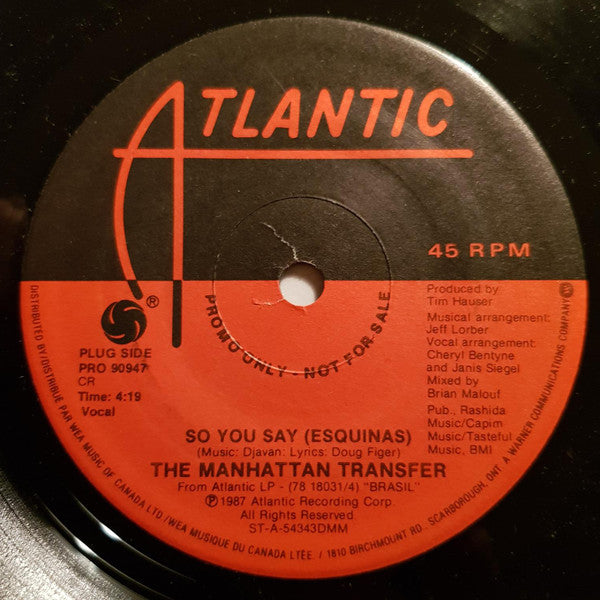 ATLANTIC
45 RPM
®
PLUG SIDE
PRO 90947
CR
Time: 4:19
Vocal
PROMO ONLY - NOT FOR SALE
Produced by
Tim Hauser
Musical arrangement:
Jeff Lorber
Vocal arrangement:
Cheryl Bentyne
and Janis Siegel
Mixed by
Brian Malouf
Pub., Rashida
Music/Capim
Music/Tasteful
Music, BMI
SO YOU SAY (ESQUINAS)
(Music: Djavan: Lyrics: Doug Figer)
THE MANHATTAN TRANSFER
From Atlantic LP - (78 18031/4) "BRASIL"
℗ 1987 Atlantic Recording Corp.
All Rights Reserved.
ST-A-54343DMM
DISTRIBUTED BY/DISTRIBUÉ PAR WEA MUSIC OF CANADA LTD/WEA MUSIQUE DU CANADA LTÉE. / 1810 BIRCHMOUNT RD - SCARBOROUGH, ONT A WARNER COMMUNICATIONS COMPANY